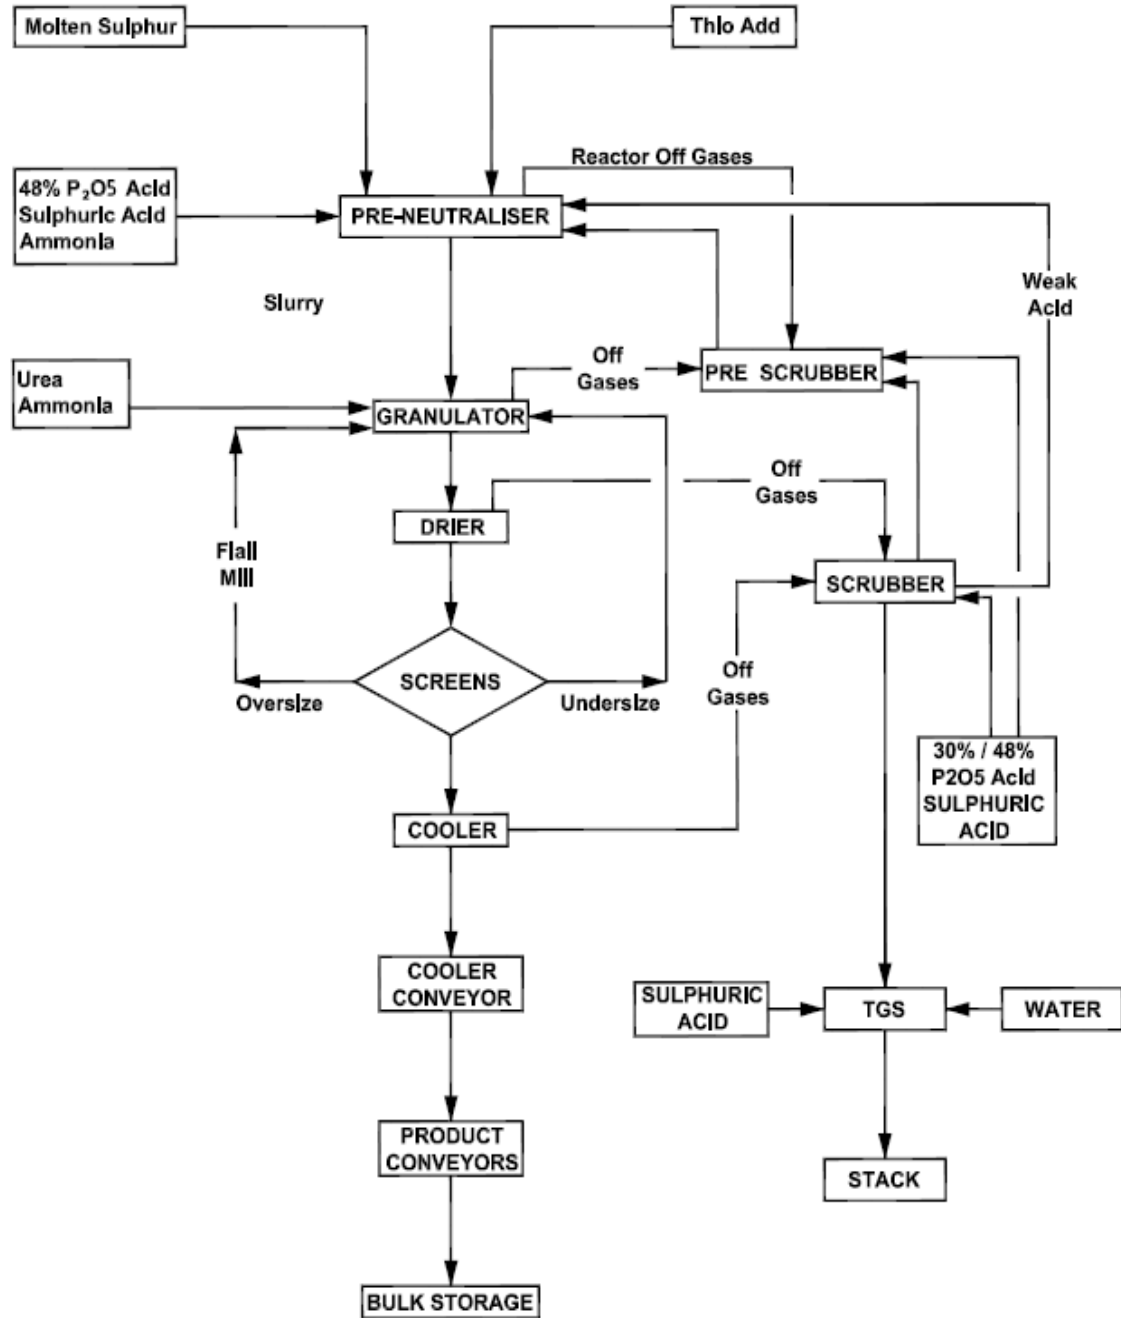 Molten Sulphur
Thio Add
Reactor Off Gases
48% P₂O5 Acid
Sulphuric Acid
Ammonia
PRE-NEUTRALISER
Weak
Acid
Slurry
Off
Gases
PRE SCRUBBER
Urea
Ammonia
GRANULATOR
Off
Gases
DRIER
Flail
Mill
SCRUBBER
SCREENS
Oversize
Undersize
Off
Gases
30% / 48%
P2O5 Acid
SULPHURIC
ACID
COOLER
COOLER
CONVEYOR
SULPHURIC
ACID
TGS
WATER
PRODUCT
CONVEYORS
STACK
BULK STORAGE